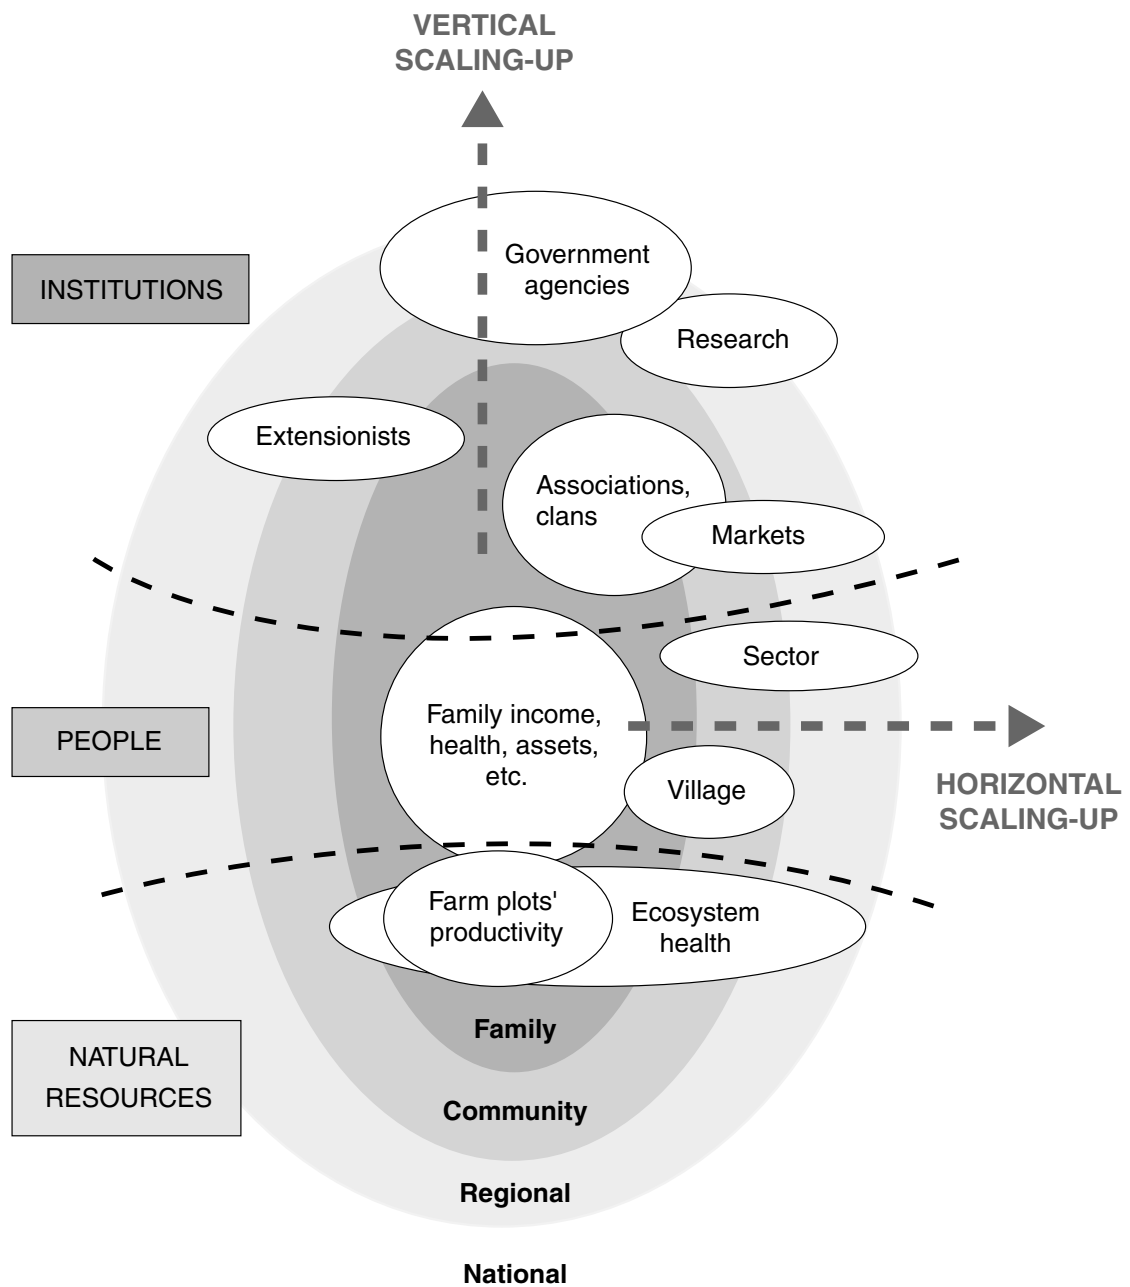 VERTICAL
SCALING-UP
INSTITUTIONS
Government
agencies
Research
Extensionists
Associations,
clans
Markets
Sector
PEOPLE
Family income,
health, assets,
etc.
Village
HORIZONTAL
SCALING-UP
Farm plots'
productivity
Ecosystem
health
NATURAL
RESOURCES
Family
Community
Regional
National